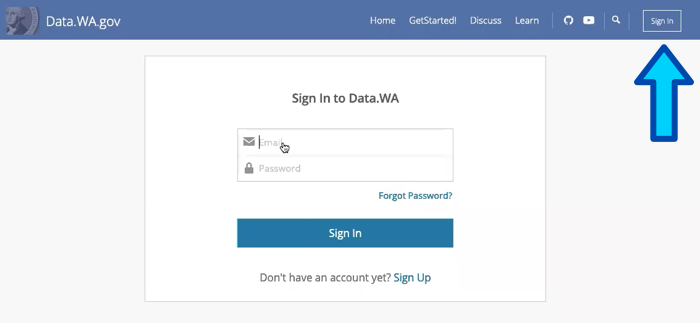 Data.WA.gov Home GetStarted! Discuss Learn Sign In
Sign In to Data.WA
Email
Password
Forgot Password?
Sign In
Don't have an account yet? Sign Up